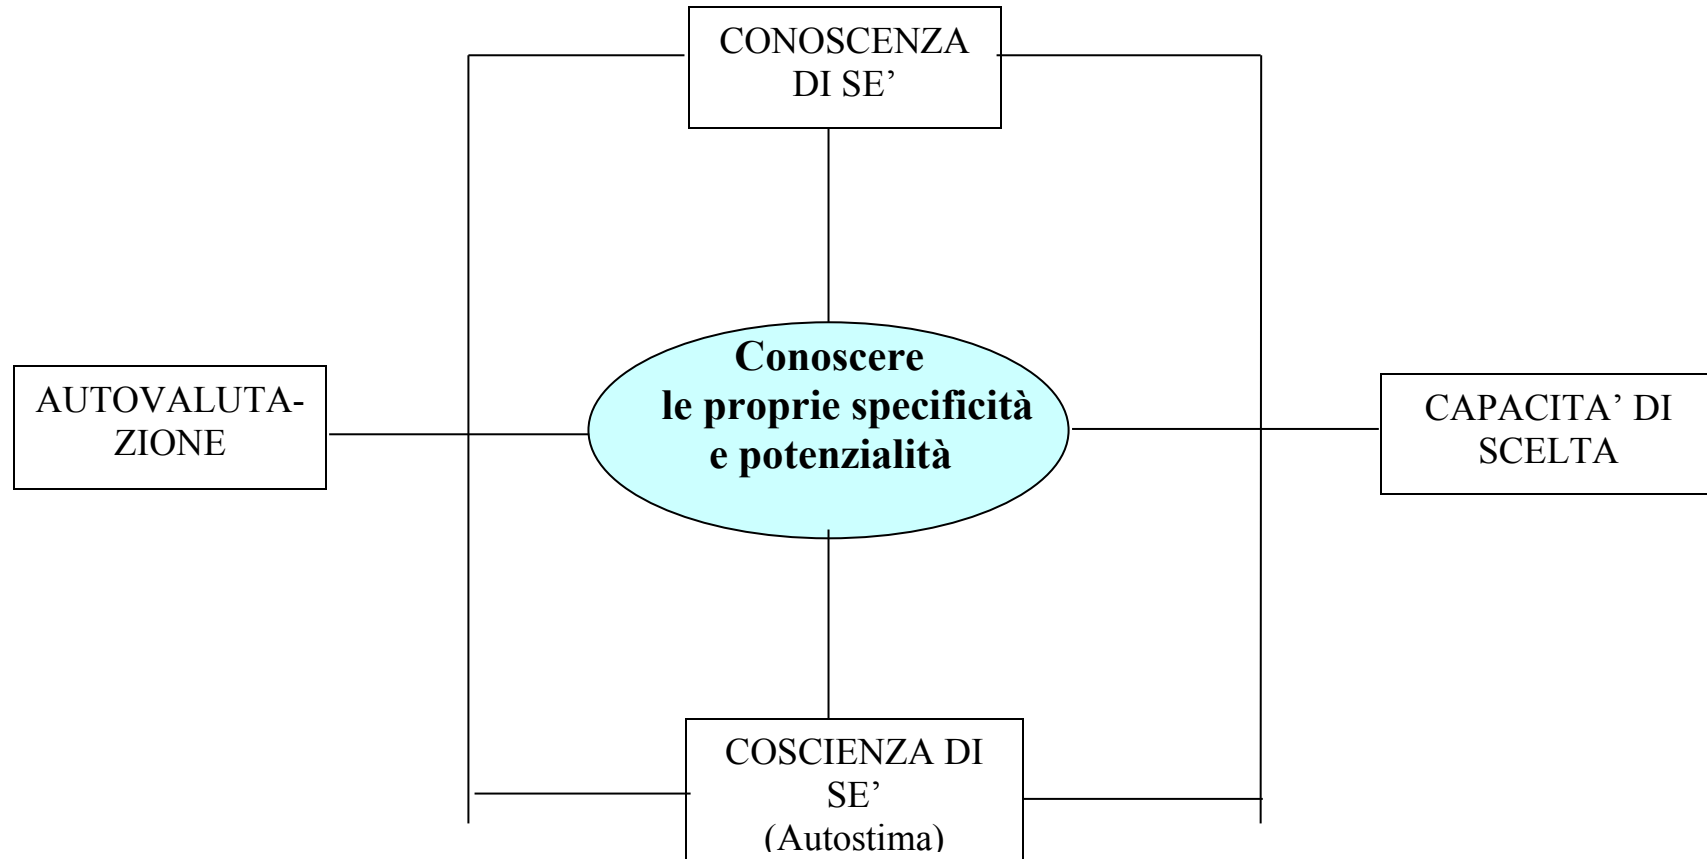 CONOSCENZA
DI SE’
Conoscere
le proprie specificità
e potenzialità
AUTOVALUTA-
ZIONE
CAPACITA’ DI
SCELTA
COSCIENZA DI
SE’
(Autostima)